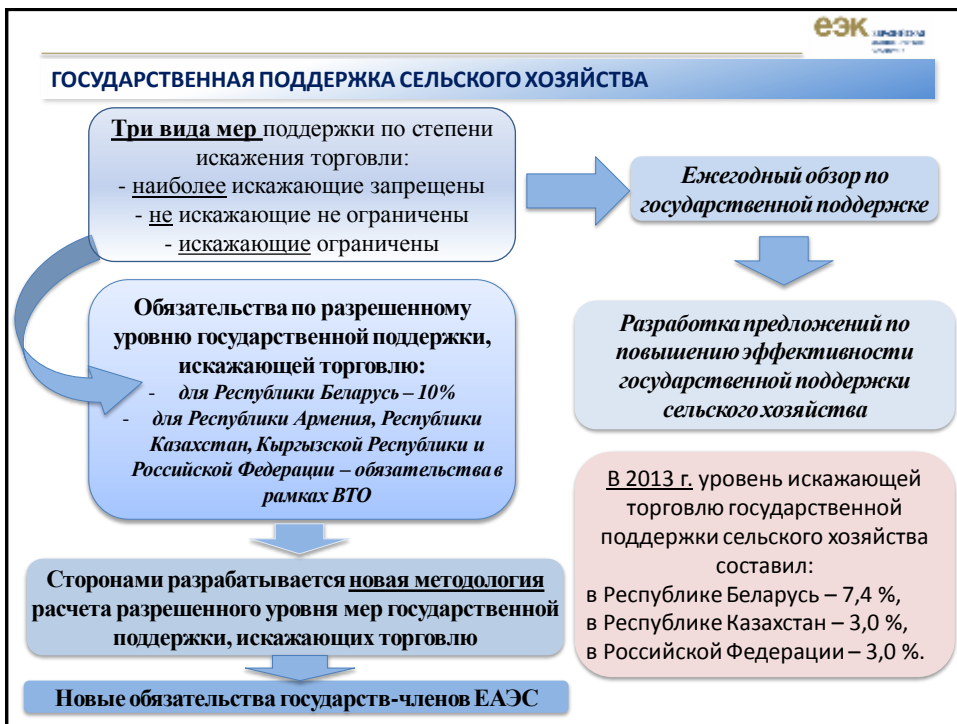 еэк
ГОСУДАРСТВЕННАЯ ПОДДЕРЖКА СЕЛЬСКОГО ХОЗЯЙСТВА
Три вида мер поддержки по степени
искажения торговли:
- наиболее искажающие запрещены
- не искажающие не ограничены
- искажающие ограничены
Ежегодный обзор по
государственной поддержке
Обязательства по разрешенному
уровню государственной поддержки,
искажающей торговлю:
- для Республики Беларусь – 10%
- для Республики Армения, Республики
Казахстан, Кыргызской Республики и
Российской Федерации – обязательства в
рамках ВТО
Разработка предложений по
повышению эффективности
государственной поддержки
сельского хозяйства
В 2013 г. уровень искажающей
торговлю государственной
поддержки сельского хозяйства
составил:
в Республике Беларусь – 7,4 %,
в Республике Казахстан – 3,0 %,
в Российской Федерации – 3,0 %.
Сторонами разрабатывается новая методология
расчета разрешенного уровня мер государственной
поддержки, искажающих торговлю
Новые обязательства государств-членов ЕАЭС